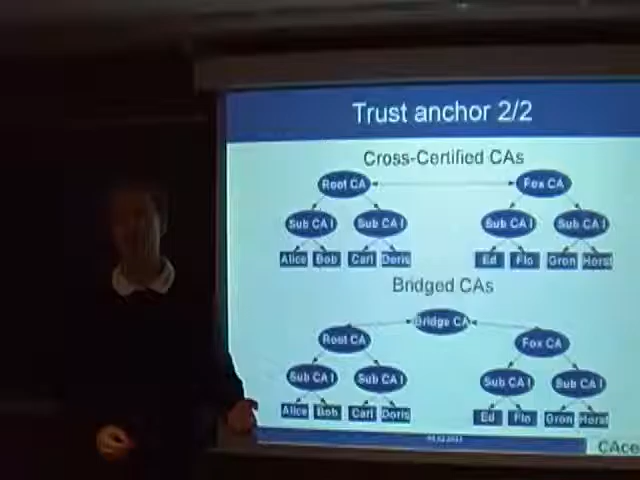 Trust anchor 2/2
Cross-Certified CAs
Root CA Fox CA
Sub CA I Sub CA I Sub CA I Sub CA I
Alice Bob Carl Doris Ed Flo Gron Horst
Bridged CAs
Bridge CA
Root CA Fox CA
Sub CA I Sub CA I Sub CA I Sub CA I
Alice Bob Carl Doris Ed Flo Gron Horst
CAce